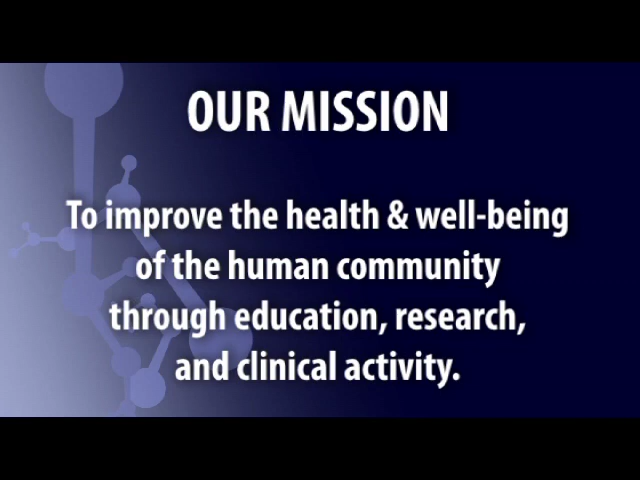 OUR MISSION
To improve the health & well-being
of the human community
through education, research,
and clinical activity.